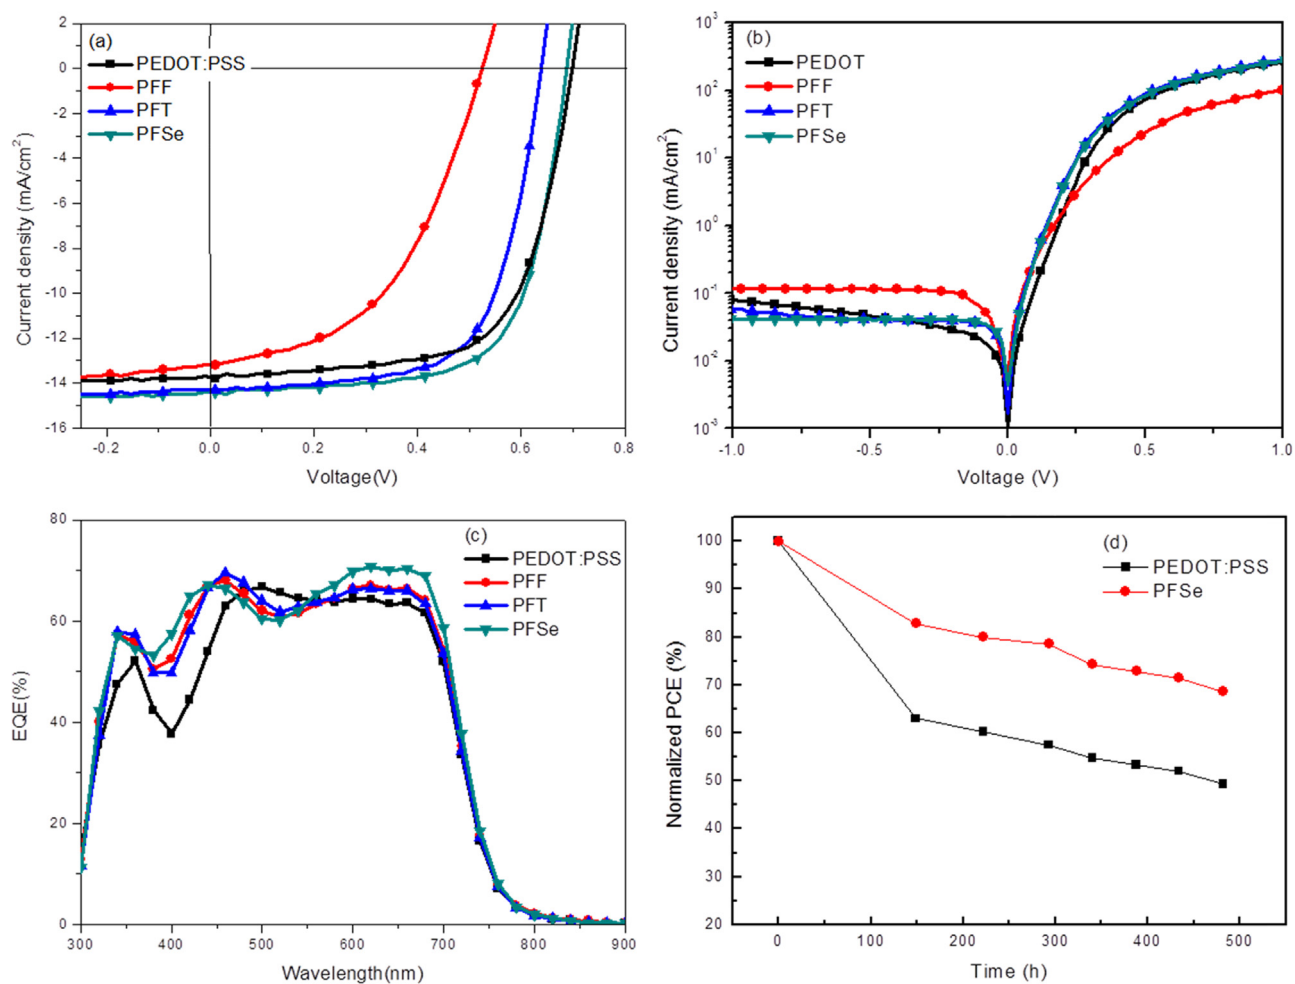 (a)
PEDOT:PSS
PFF
PFT
PFSe
2
0
-2
-4
-6
-8
-10
-12
-14
-16
Current density (mA/cm²)
-0.2
0.0
0.2
0.4
0.6
0.8
Voltage(V)
(b)
PEDOT
PFF
PFT
PFSe
10³
10²
10¹
10⁰
10⁻¹
10⁻²
10⁻³
Current density (mA/cm²)
-1.0
-0.5
0.0
0.5
1.0
Voltage (V)
(c)
PEDOT:PSS
PFF
PFT
PFSe
80
60
40
20
0
EQE(%)
300
400
500
600
700
800
900
Wavelength(nm)
(d)
PEDOT:PSS
PFSe
100
90
80
70
60
50
40
30
20
Normalized PCE (%)
0
100
200
300
400
500
Time (h)